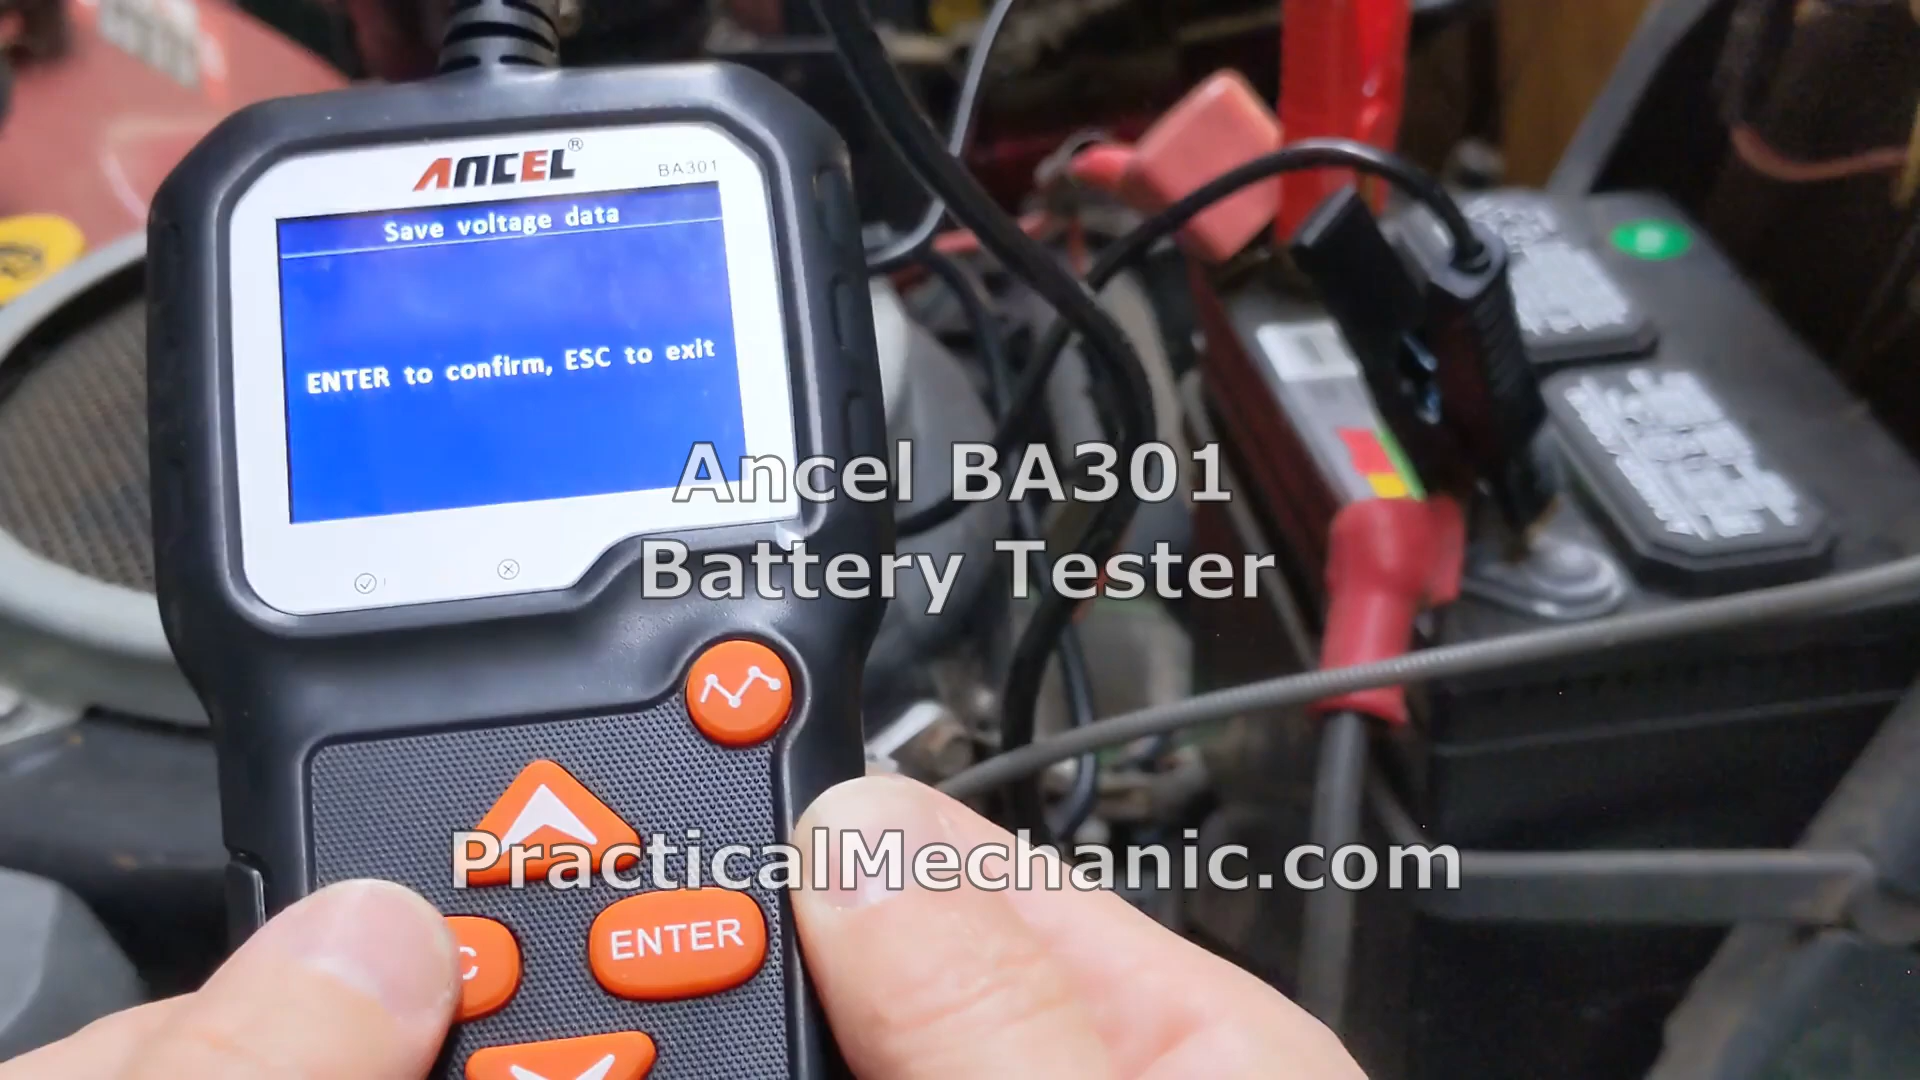 ANCEL®
BA301
Save voltage data
ENTER to confirm, ESC to exit
Ancel BA301
Battery Tester
PracticalMechanic.com
C
ENTER